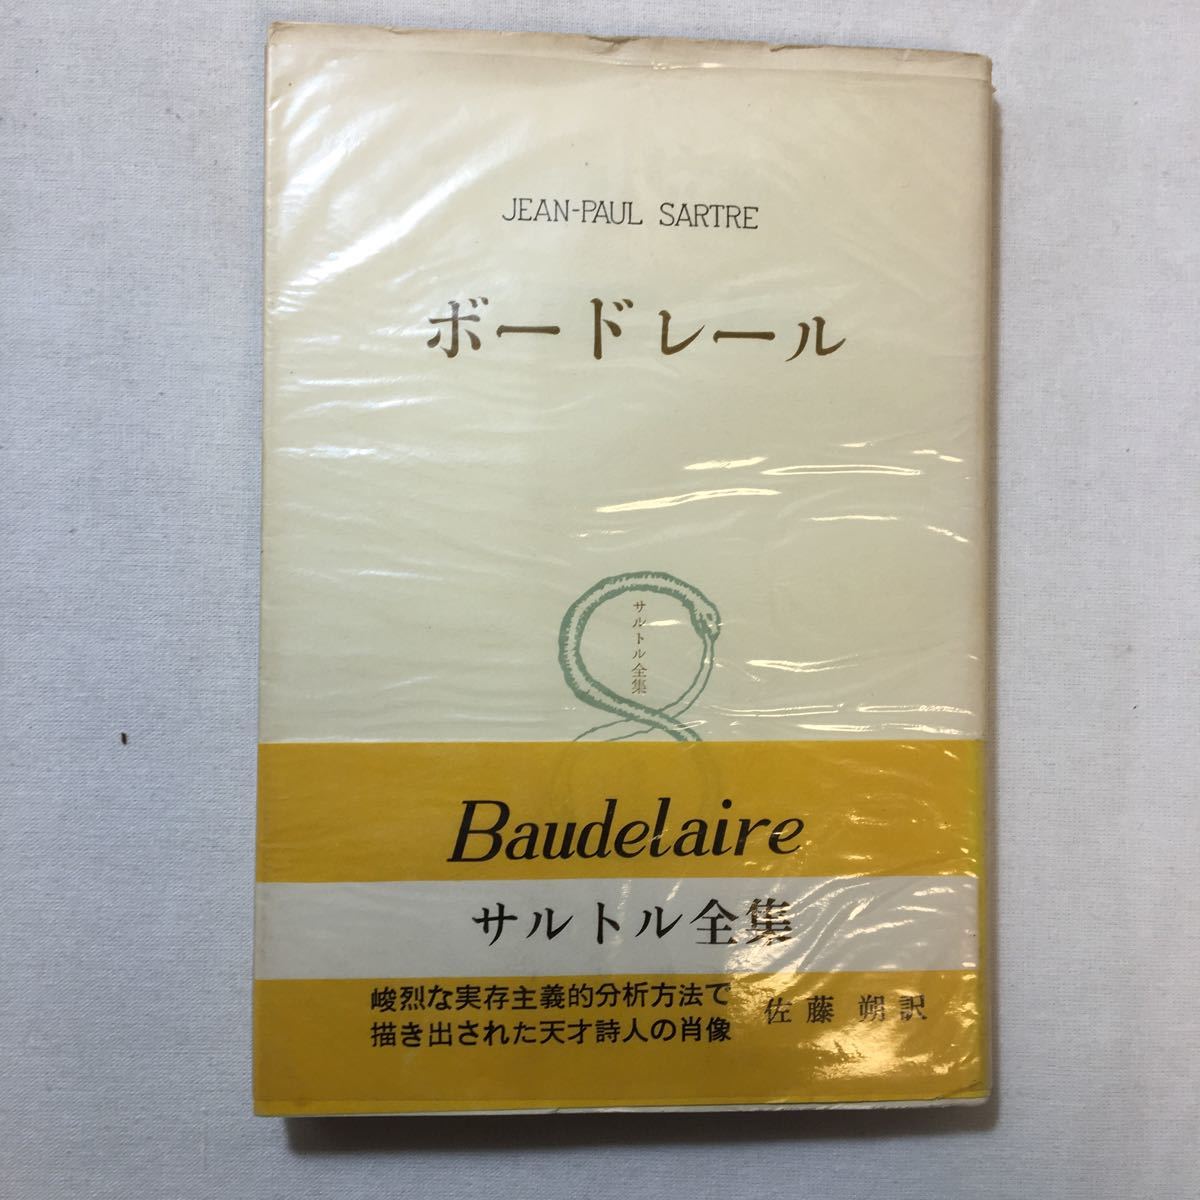 JEAN-PAUL SARTRE
ボードレール
サルトル全集
Baudelaire
サルトル全集
峻烈な実存主義的分析方法で
描き出された天才詩人の肖像
佐藤 朔訳